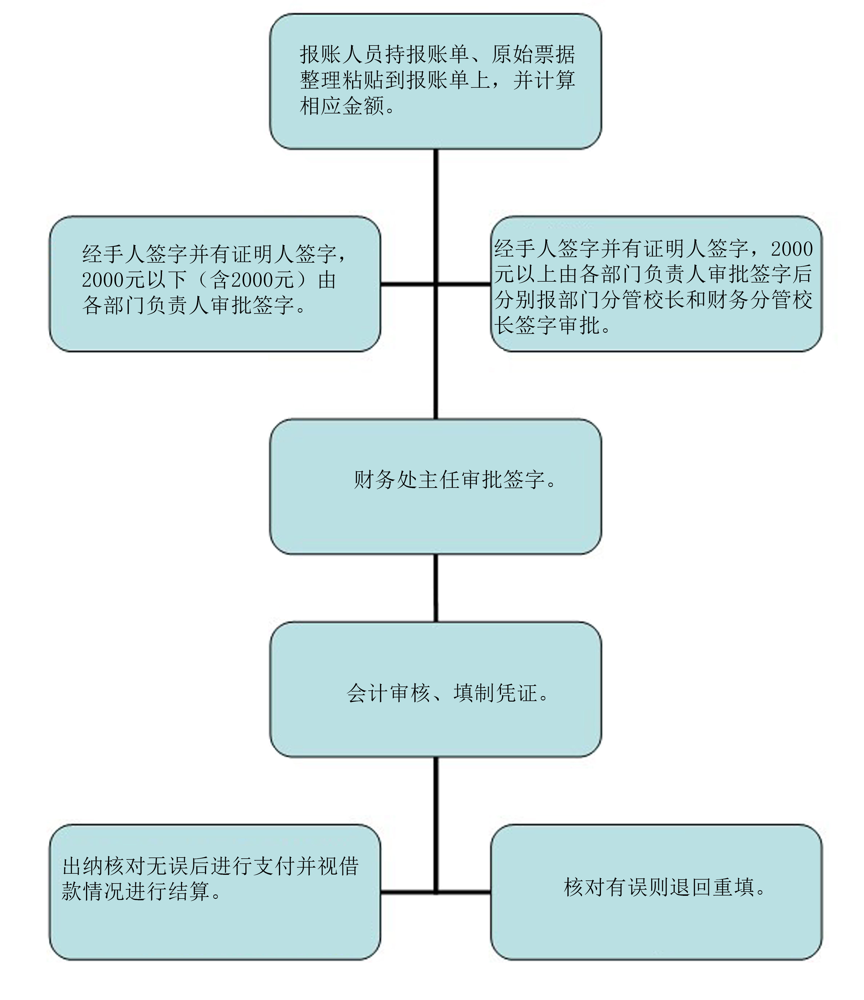 报账人员持报账单、原始票据
整理粘贴到报账单上，并计算
相应金额。
经手人签字并有证明人签字，
2000元以下（含2000元）由
各部门负责人审批签字。
经手人签字并有证明人签字，2000
元以上由各部门负责人审批签字后
分别报部门分管校长和财务分管校
长签字审批。
财务处主任审批签字。
会计审核、填制凭证。
出纳核对无误后进行支付并视借
款情况进行结算。
核对有误则退回重填。